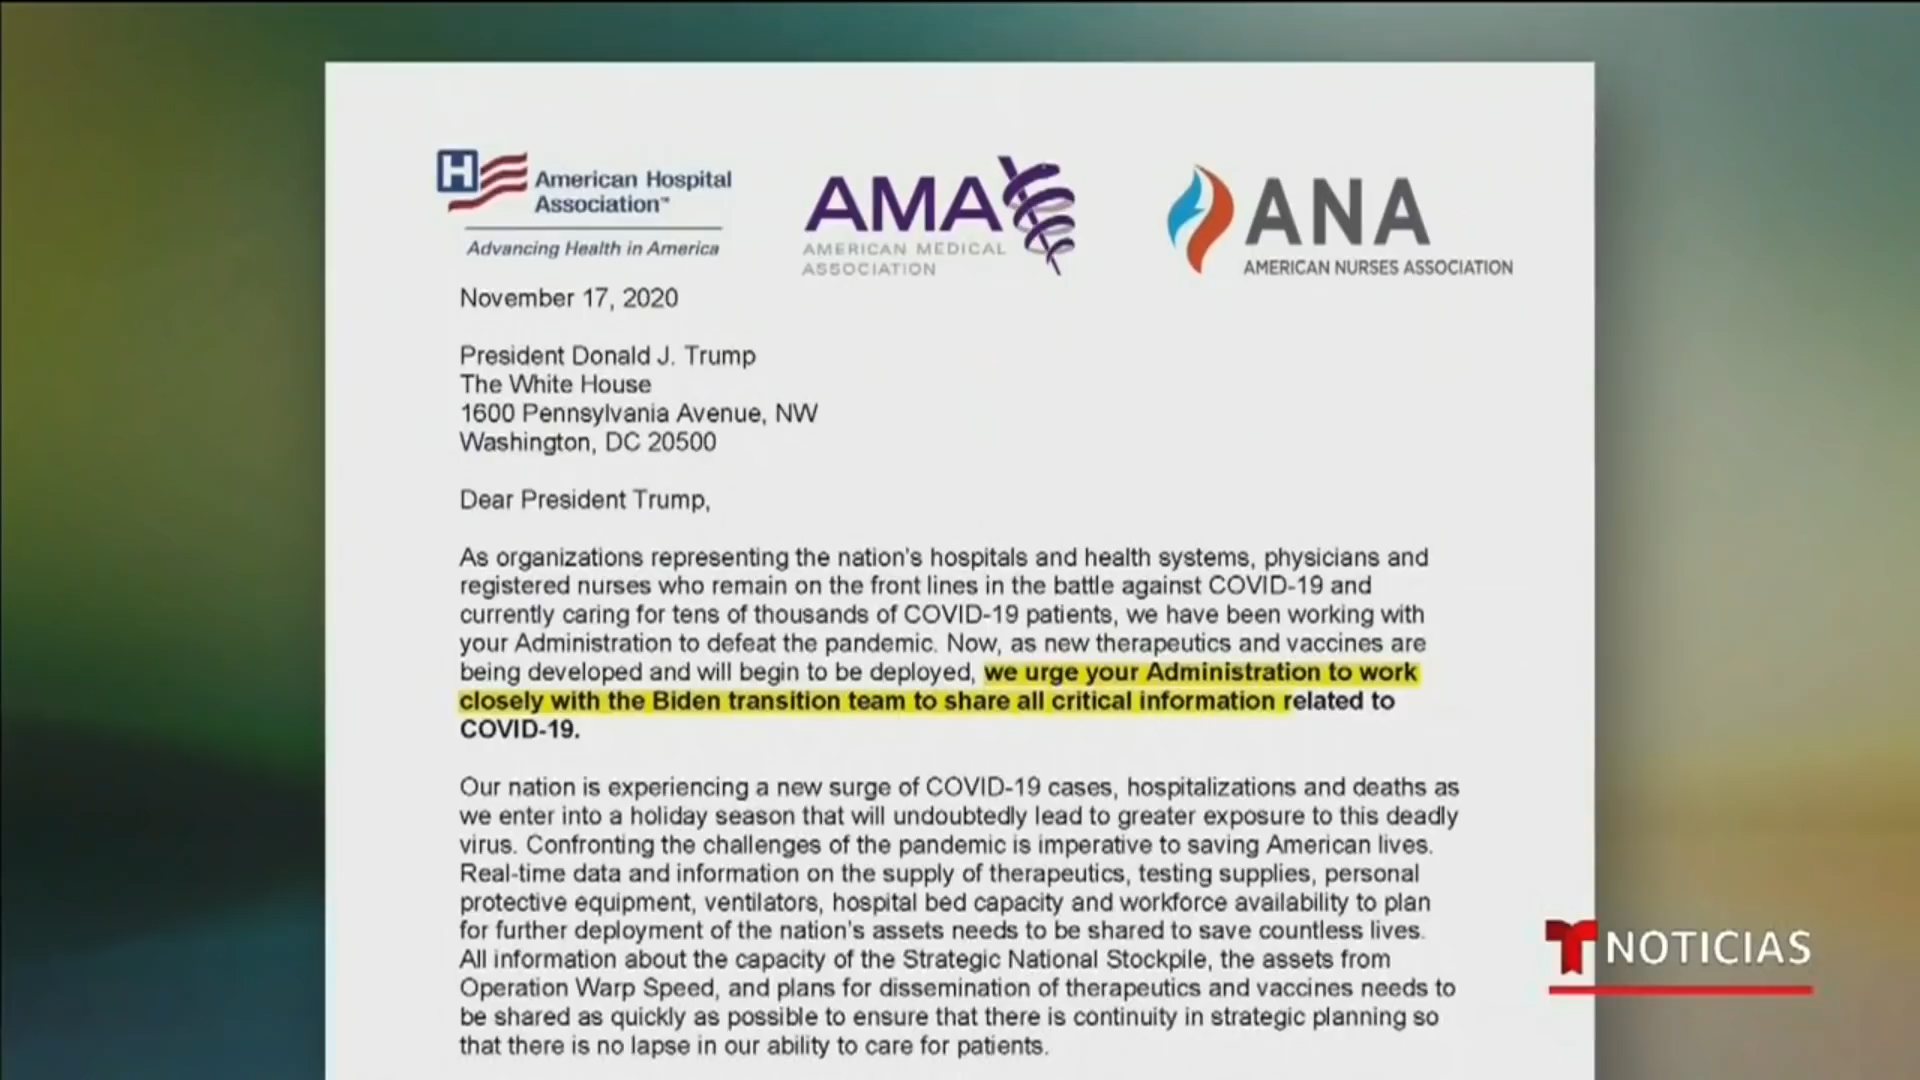 H
American Hospital
Association™
Advancing Health in America
AMA
AMERICAN MEDICAL
ASSOCIATION
ANA
AMERICAN NURSES ASSOCIATION
November 17, 2020
President Donald J. Trump
The White House
1600 Pennsylvania Avenue, NW
Washington, DC 20500
Dear President Trump,
As organizations representing the nation's hospitals and health systems, physicians and
registered nurses who remain on the front lines in the battle against COVID-19 and
currently caring for tens of thousands of COVID-19 patients, we have been working with
your Administration to defeat the pandemic. Now, as new therapeutics and vaccines are
being developed and will begin to be deployed, we urge your Administration to work
closely with the Biden transition team to share all critical information related to
COVID-19.
Our nation is experiencing a new surge of COVID-19 cases, hospitalizations and deaths as
we enter into a holiday season that will undoubtedly lead to greater exposure to this deadly
virus. Confronting the challenges of the pandemic is imperative to saving American lives.
Real-time data and information on the supply of therapeutics, testing supplies, personal
protective equipment, ventilators, hospital bed capacity and workforce availability to plan
for further deployment of the nation's assets needs to be shared to save countless lives.
All information about the capacity of the Strategic National Stockpile, the assets from
Operation Warp Speed, and plans for dissemination of therapeutics and vaccines needs to
be shared as quickly as possible to ensure that there is continuity in strategic planning so
that there is no lapse in our ability to care for patients.
NOTICIAS